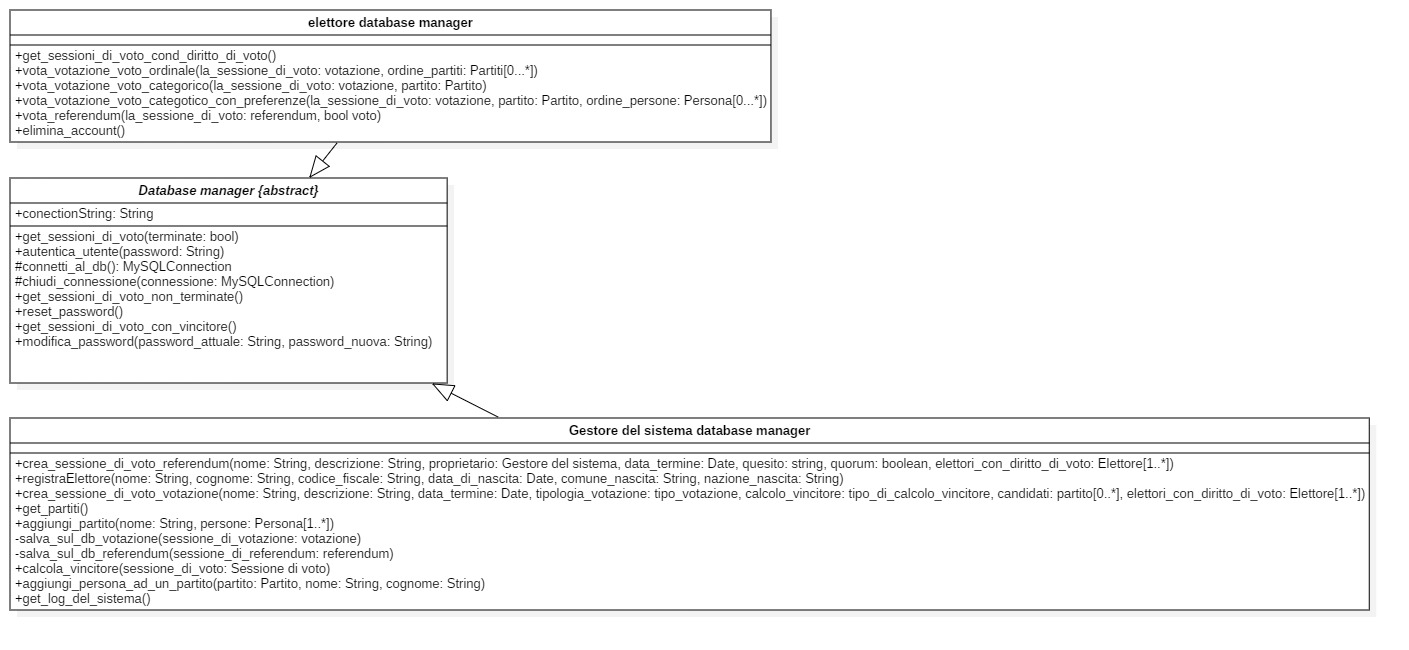 elettore database manager
+get_sessioni_di_voto_cond_diritto_di_voto()
+vota_votazione_voto_ordinale(la_sessione_di_voto: votazione, ordine_partiti: Partiti[0...*])
+vota_votazione_voto_categorico(la_sessione_di_voto: votazione, partito: Partito)
+vota_votazione_voto_categotico_con_preferenze(la_sessione_di_voto: votazione, partito: Partito, ordine_persone: Persona[0...*])
+vota_referendum(la_sessione_di_voto: referendum, bool voto)
+elimina_account()
Database manager {abstract}
+conectionString: String
+get_sessioni_di_voto(terminate: bool)
+autentica_utente(password: String)
#connetti_al_db(): MySQLConnection
#chiudi_connessione(connessione: MySQLConnection)
+get_sessioni_di_voto_non_terminate()
+reset_password()
+get_sessioni_di_voto_con_vincitore()
+modifica_password(password_attuale: String, password_nuova: String)
Gestore del sistema database manager
+crea_sessione_di_voto_referendum(nome: String, descrizione: String, proprietario: Gestore del sistema, data_termine: Date, quesito: string, quorum: boolean, elettori_con_diritto_di_voto: Elettore[1..*])
+registraElettore(nome: String, cognome: String, codice_fiscale: String, data_di_nascita: Date, comune_nascita: String, nazione_nascita: String)
+crea_sessione_di_voto_votazione(nome: String, descrizione: String, data_termine: Date, tipologia_votazione: tipo_votazione, calcolo_vincitore: tipo_di_calcolo_vincitore, candidati: partito[0..*], elettori_con_diritto_di_voto: Elettore[1..*])
+get_partiti()
+aggiungi_partito(nome: String, persone: Persona[1..*])
-salva_sul_db_votazione(sessione_di_votazione: votazione)
-salva_sul_db_referendum(sessione_di_referendum: referendum)
+calcola_vincitore(sessione_di_voto: Sessione di voto)
+aggiungi_persona_ad_un_partito(partito: Partito, nome: String, cognome: String)
+get_log_del_sistema()